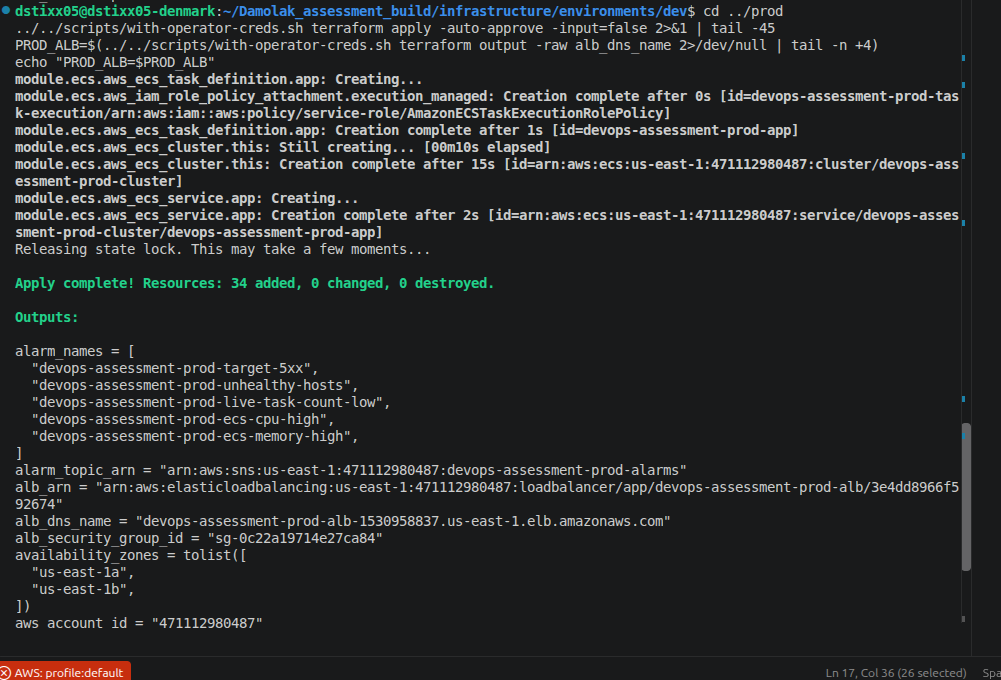 dstixx05@dstixx05-denmark:~/Damolak_assessment_build/infrastructure/environments/dev$ cd ../prod
../../scripts/with-operator-creds.sh terraform apply -auto-approve -input=false 2>&1 | tail -45
PROD_ALB=$(../../scripts/with-operator-creds.sh terraform output -raw alb_dns_name 2>/dev/null | tail -n +4)
echo "PROD_ALB=$PROD_ALB"
module.ecs.aws_ecs_task_definition.app: Creating...
module.ecs.aws_iam_role_policy_attachment.execution_managed: Creation complete after 0s [id=devops-assessment-prod-tas
k-execution/arn:aws:iam::aws:policy/service-role/AmazonECSTaskExecutionRolePolicy]
module.ecs.aws_ecs_task_definition.app: Creation complete after 1s [id=devops-assessment-prod-app]
module.ecs.aws_ecs_cluster.this: Still creating... [00m10s elapsed]
module.ecs.aws_ecs_cluster.this: Creation complete after 15s [id=arn:aws:ecs:us-east-1:471112980487:cluster/devops-ass
essment-prod-cluster]
module.ecs.aws_ecs_service.app: Creating...
module.ecs.aws_ecs_service.app: Creation complete after 2s [id=arn:aws:ecs:us-east-1:471112980487:service/devops-asses
sment-prod-cluster/devops-assessment-prod-app]
Releasing state lock. This may take a few moments...
Apply complete! Resources: 34 added, 0 changed, 0 destroyed.
Outputs:
alarm_names = [
"devops-assessment-prod-target-5xx",
"devops-assessment-prod-unhealthy-hosts",
"devops-assessment-prod-live-task-count-low",
"devops-assessment-prod-ecs-cpu-high",
"devops-assessment-prod-ecs-memory-high",
]
alarm_topic_arn = "arn:aws:sns:us-east-1:471112980487:devops-assessment-prod-alarms"
alb_arn = "arn:aws:elasticloadbalancing:us-east-1:471112980487:loadbalancer/app/devops-assessment-prod-alb/3e4dd8966f5
92674"
alb_dns_name = "devops-assessment-prod-alb-1530958837.us-east-1.elb.amazonaws.com"
alb_security_group_id = "sg-0c22a19714e27ca84"
availability_zones = tolist([
"us-east-1a",
"us-east-1b",
])
aws account id = "471112980487"
AWS: profile:default
Ln 17, Col 36 (26 selected)
Spa